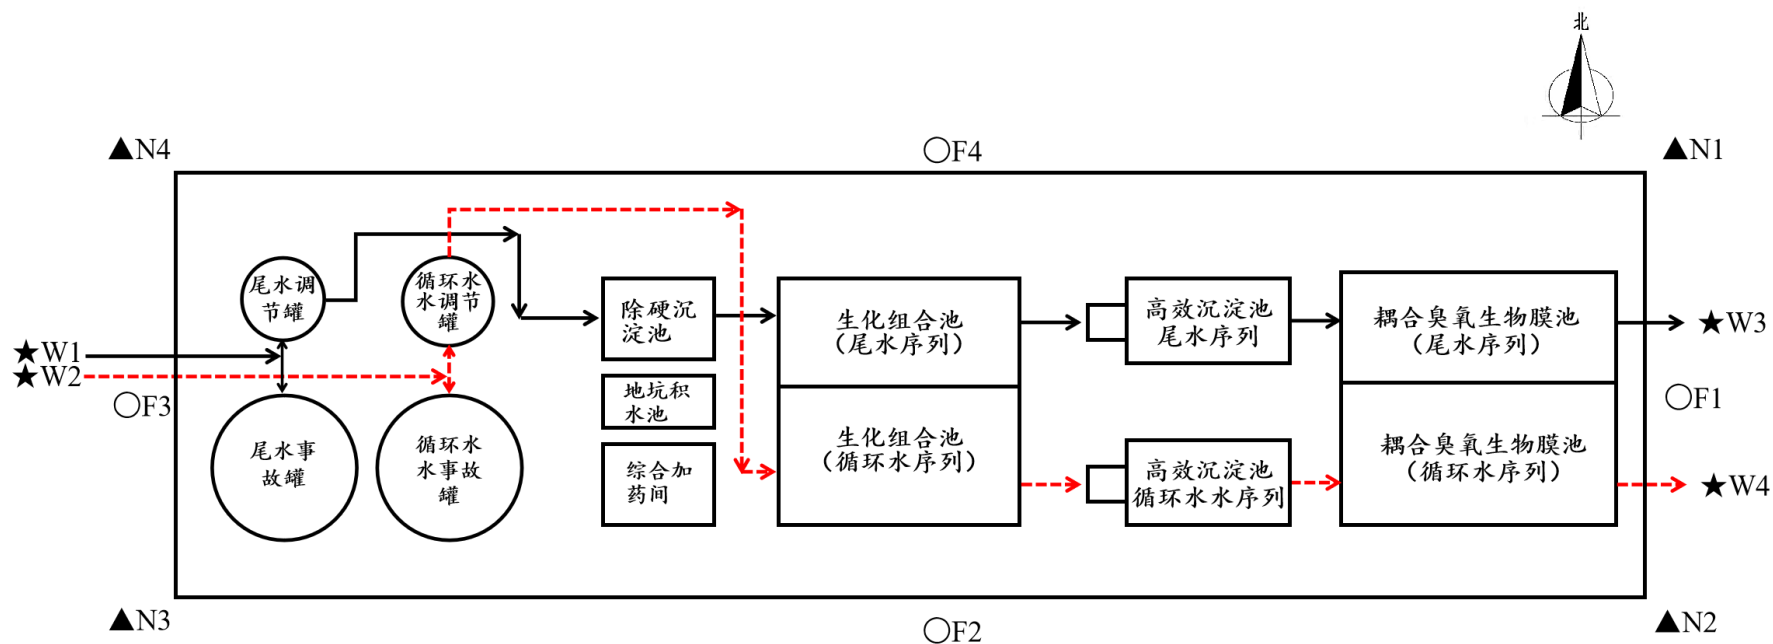 北
▲N4
○F4
▲N1
尾水调
节罐
循环水
水调节
罐
除硬沉
淀池
生化组合池
(尾水序列)
高效沉淀池
尾水序列
耦合臭氧生物膜池
(尾水序列)
★W3
★W1
★W2
○F3
地坑积
水池
○F1
尾水事
故罐
循环水
水事故
罐
综合加
药间
生化组合池
(循环水序列)
高效沉淀池
循环水水序列
耦合臭氧生物膜池
(循环水序列)
★W4
▲N3
○F2
▲N2